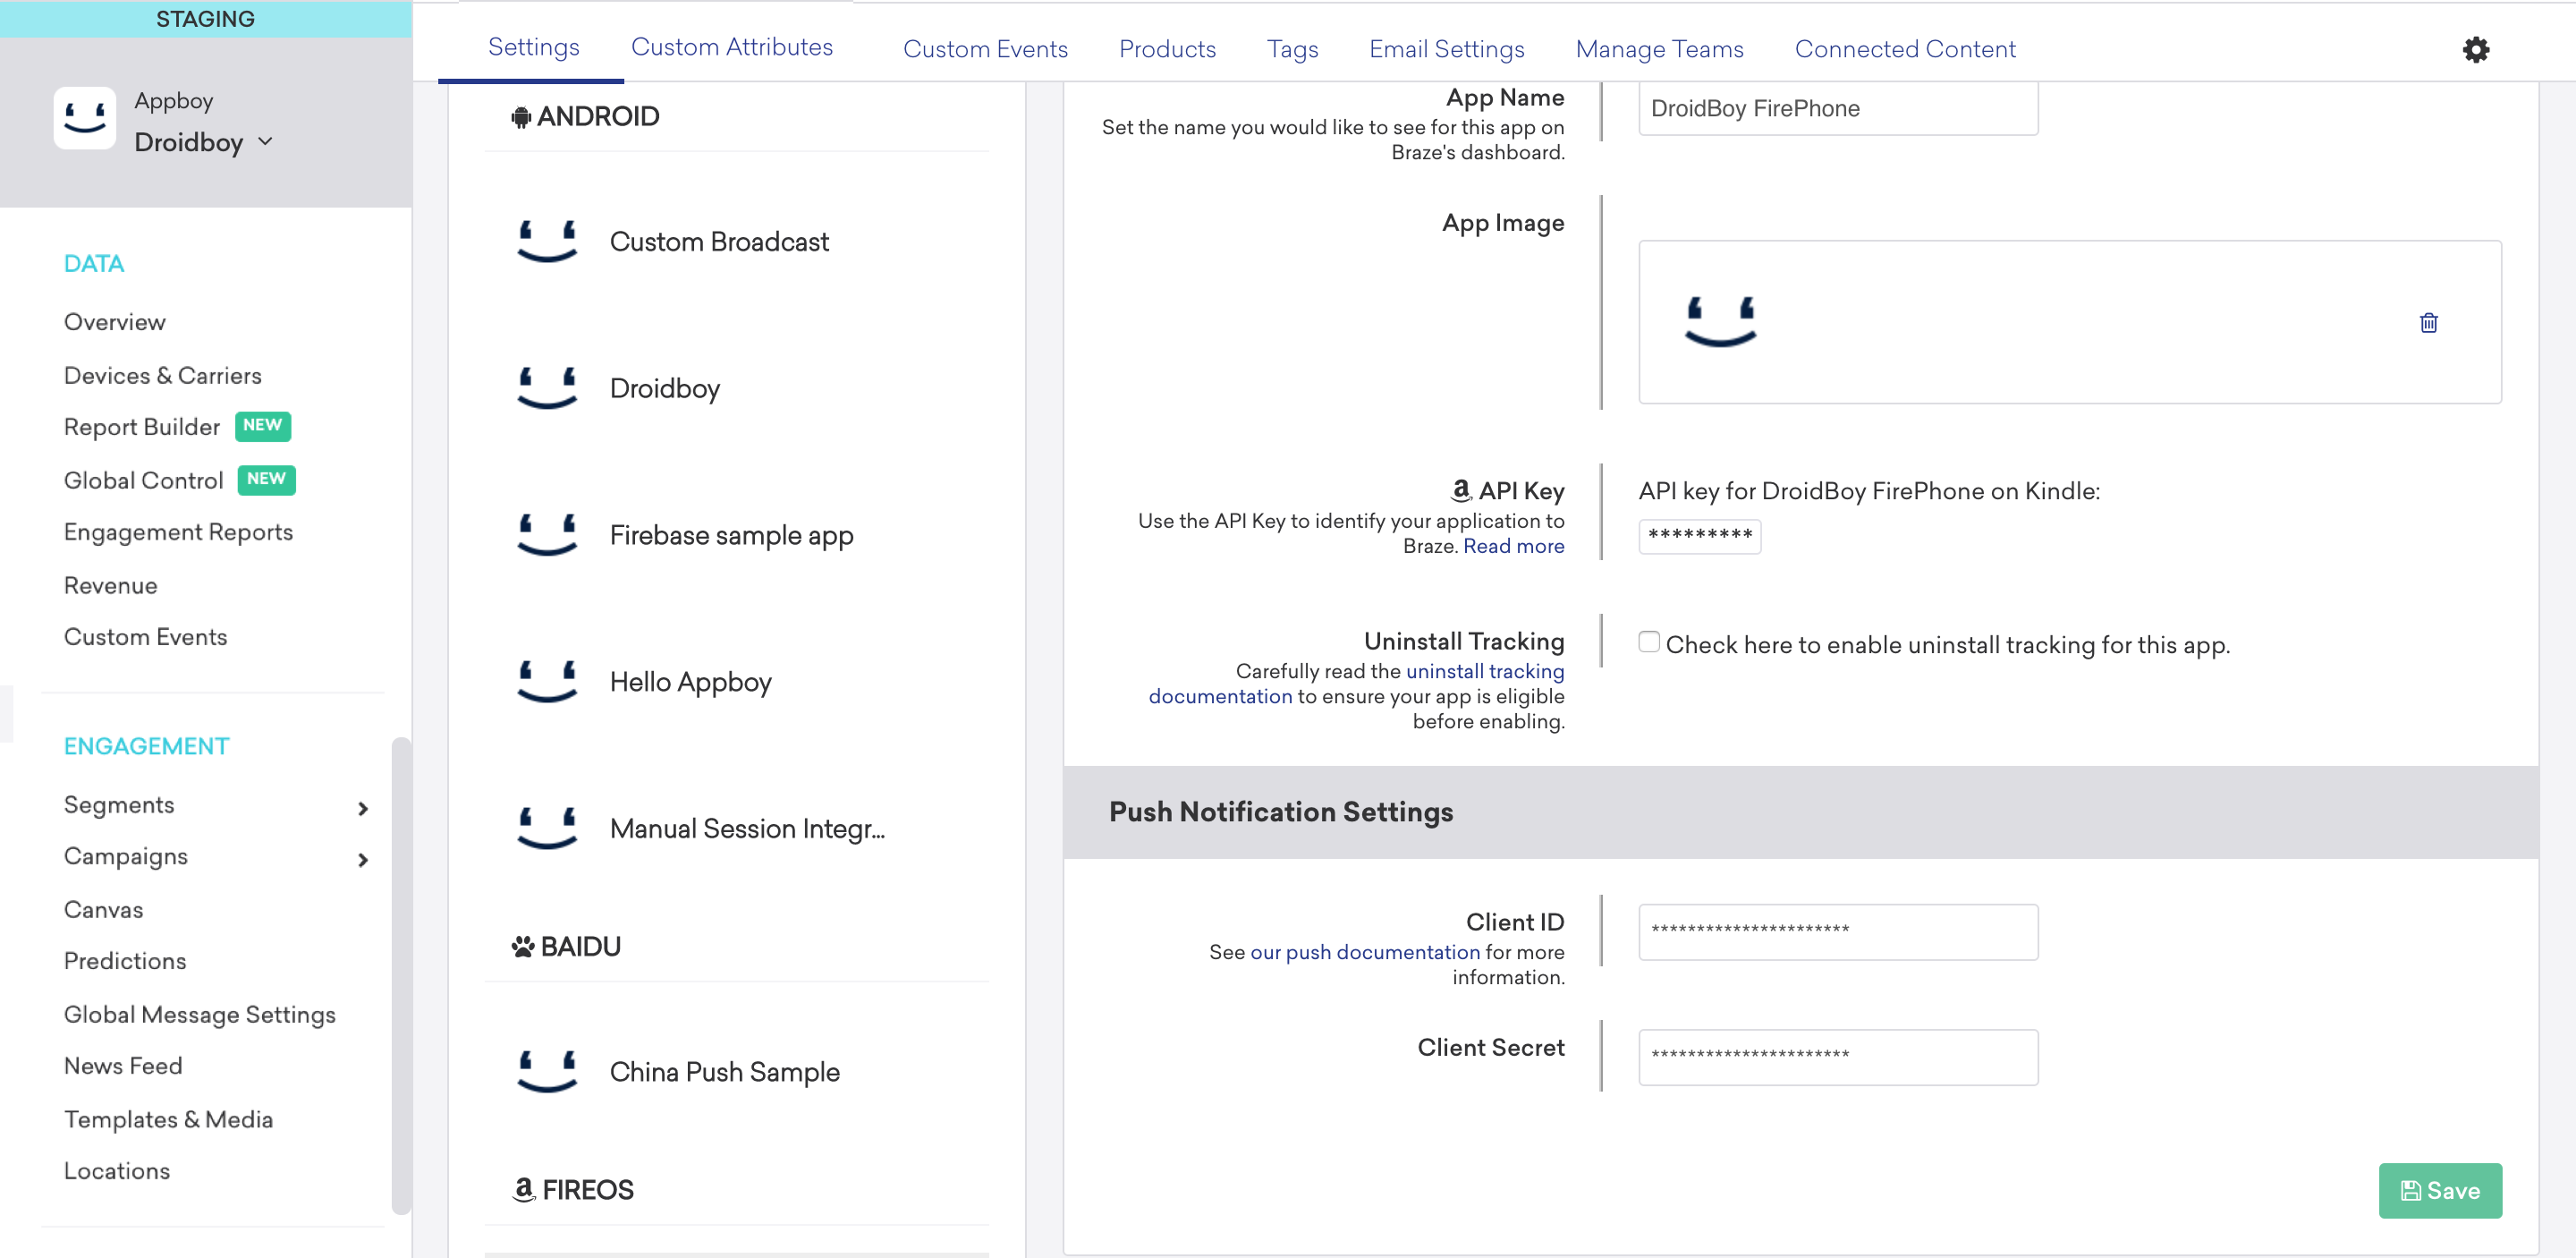 STAGING
Appboy
Droidboy
DATA
Overview
Devices & Carriers
Report Builder NEW
Global Control NEW
Engagement Reports
Revenue
Custom Events
ENGAGEMENT
Segments
Campaigns
Canvas
Predictions
Global Message Settings
News Feed
Templates & Media
Locations
Settings Custom Attributes Custom Events Products Tags Email Settings Manage Teams Connected Content
ANDROID
Custom Broadcast
Droidboy
Firebase sample app
Hello Appboy
Manual Session Integr...
BAIDU
China Push Sample
FIREOS
App Name
Set the name you would like to see for this app on
Braze's dashboard.
DroidBoy FirePhone
App Image
API Key
Use the API Key to identify your application to
Braze. Read more
API key for DroidBoy FirePhone on Kindle:
*********
Uninstall Tracking
Carefully read the uninstall tracking
documentation to ensure your app is eligible
before enabling.
Check here to enable uninstall tracking for this app.
Push Notification Settings
Client ID
See our push documentation for more
information.
**********************
Client Secret
**********************
Save